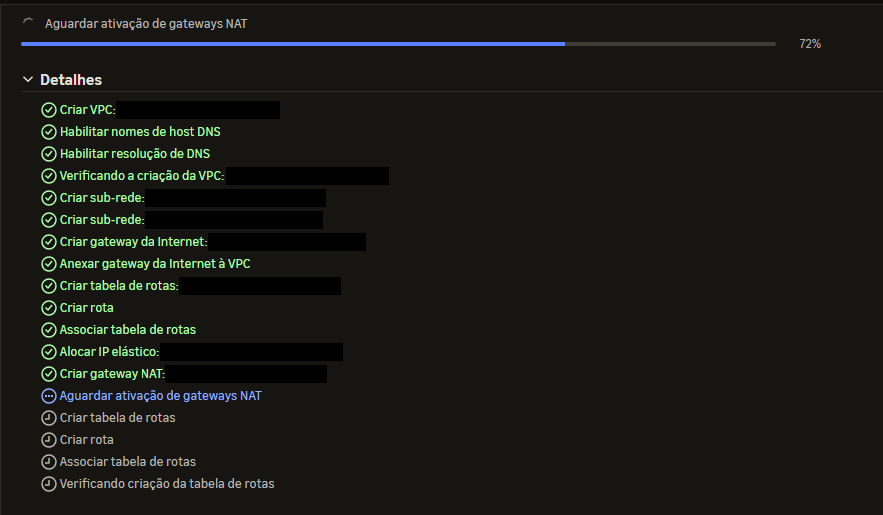 Aguardar ativação de gateways NAT
72%
Detalhes
Criar VPC:
Habilitar nomes de host DNS
Habilitar resolução de DNS
Verificando a criação da VPC:
Criar sub-rede:
Criar sub-rede:
Criar gateway da Internet:
Anexar gateway da Internet à VPC
Criar tabela de rotas:
Criar rota
Associar tabela de rotas
Alocar IP elástico:
Criar gateway NAT:
Aguardar ativação de gateways NAT
Criar tabela de rotas
Criar rota
Associar tabela de rotas
Verificando criação da tabela de rotas